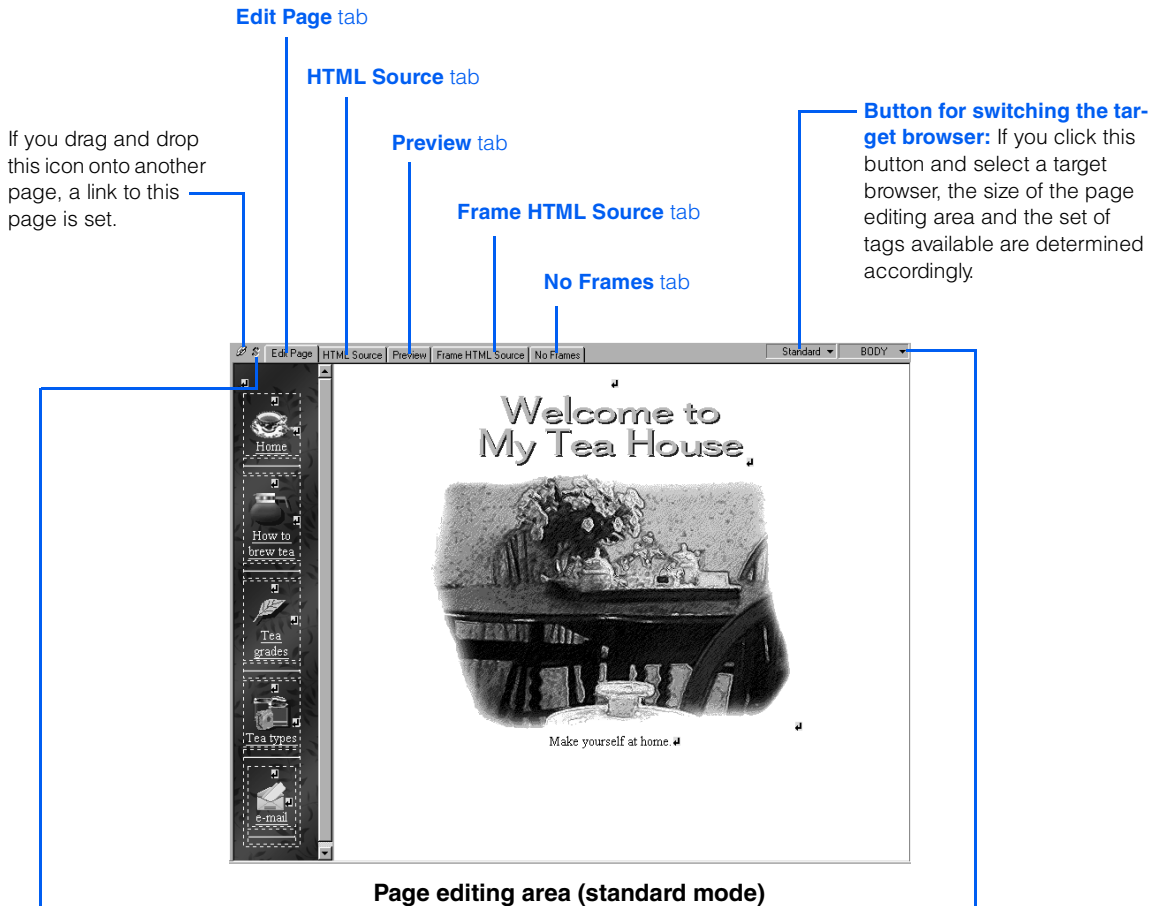 Edit Page tab
HTML Source tab
If you drag and drop
this icon onto another
page, a link to this
page is set.
Preview tab
Button for switching the tar-
get browser: If you click this
button and select a target
browser, the size of the page
editing area and the set of
tags available are determined
accordingly.
Frame HTML Source tab
No Frames tab
S Edit Page HTML Source Preview Frame HTML Source No Frames Standard BODY
Welcome to
My Tea House
Home
How to
brew tea
Tea
grades
Tea types
e-mail
Make yourself at home.
Page editing area (standard mode)